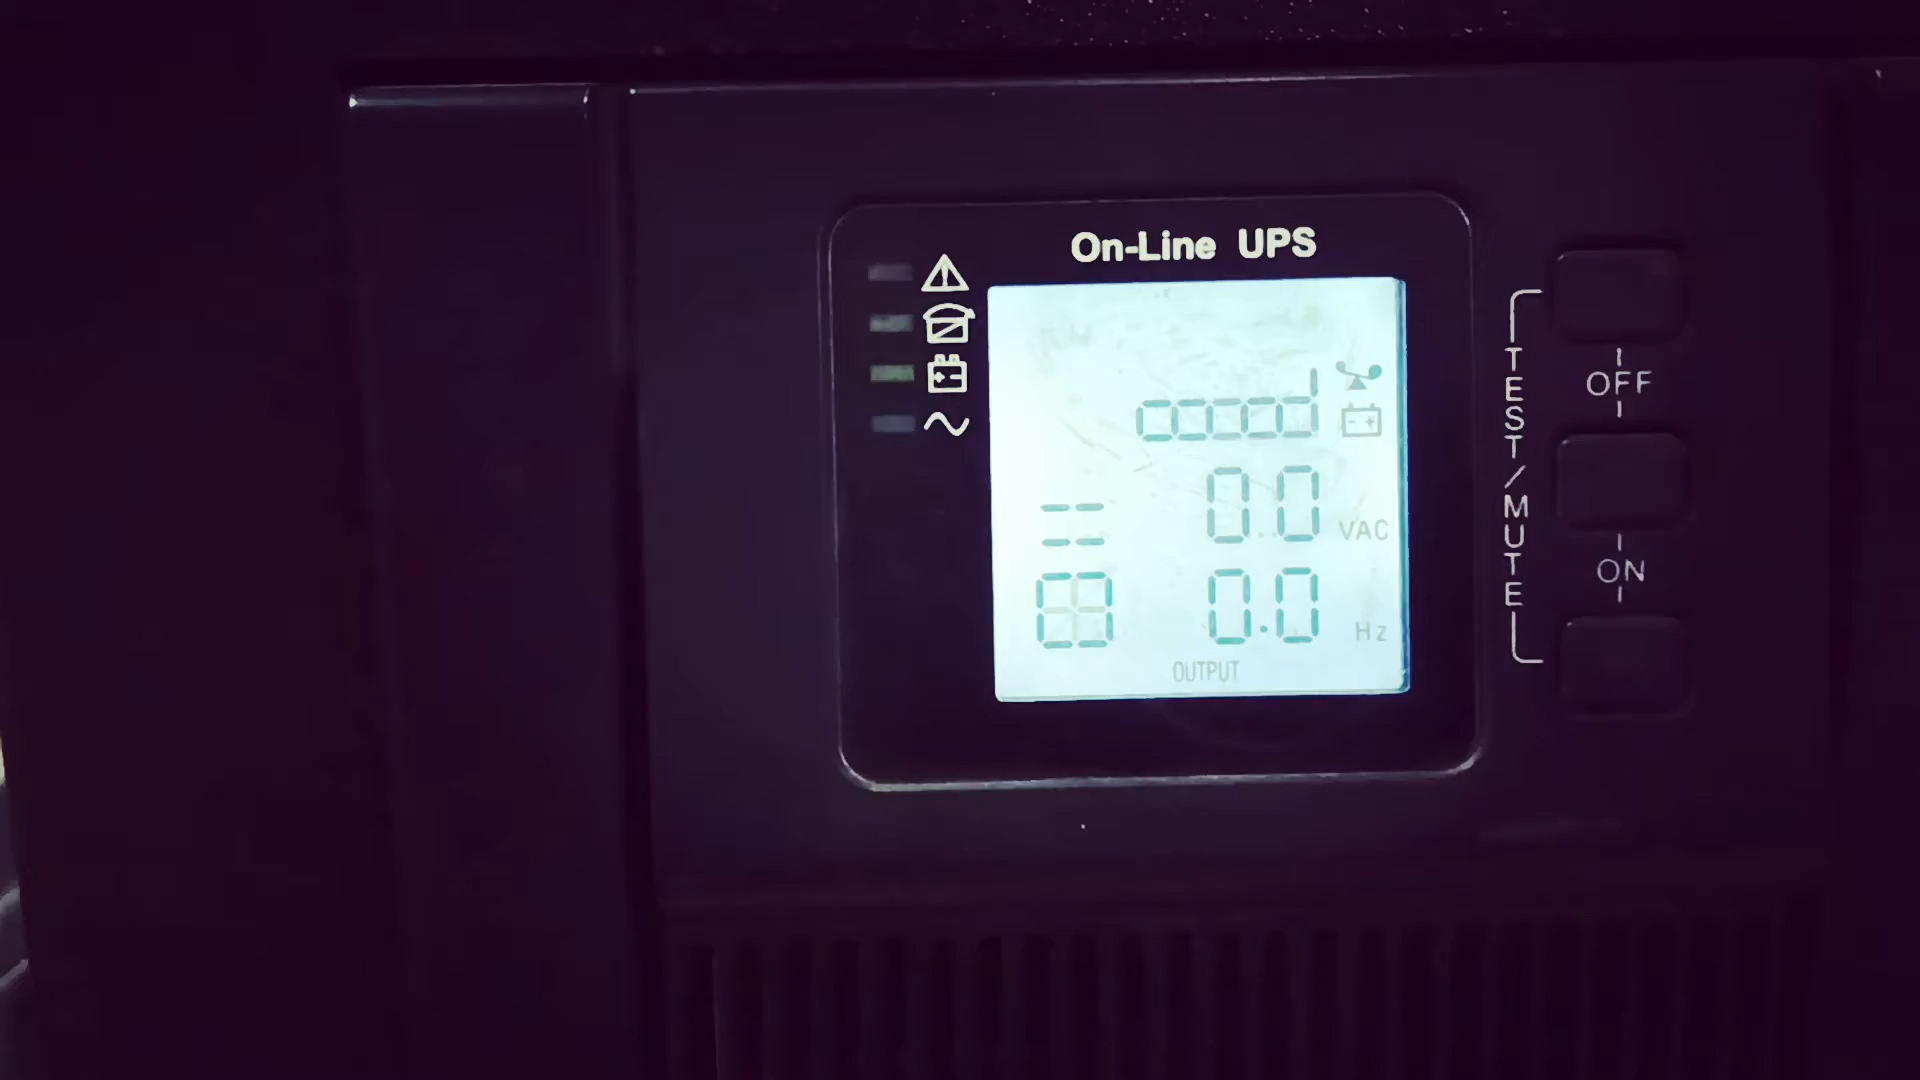 On-Line UPS
0.0 VAC
0.0 Hz
OUTPUT
TEST/MUTE
OFF
ON